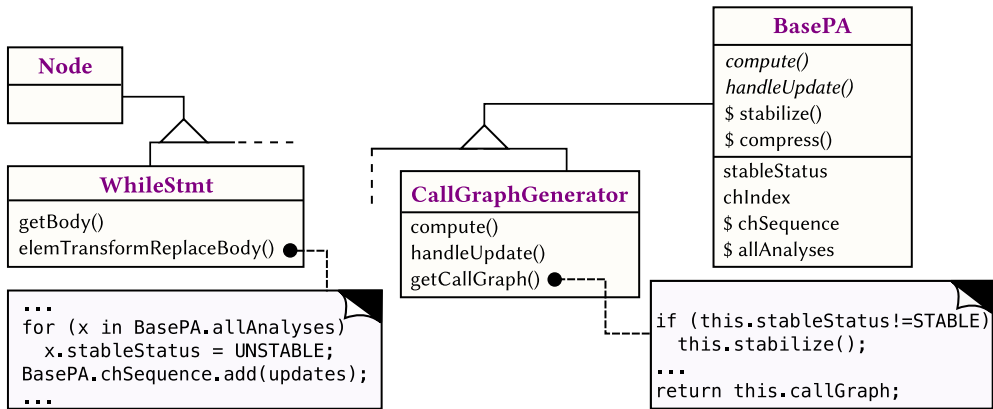 Node
WhileStmt
getBody()
elemTransformReplaceBody()
...
for (x in BasePA.allAnalyses)
x.stableStatus = UNSTABLE;
BasePA.chSequence.add(updates);
...
BasePA
compute()
handleUpdate()
$ stabilize()
$ compress()
stableStatus
chIndex
$ chSequence
$ allAnalyses
CallGraphGenerator
compute()
handleUpdate()
getCallGraph()
if (this.stableStatus!=STABLE)
this.stabilize();
...
return this.callGraph;